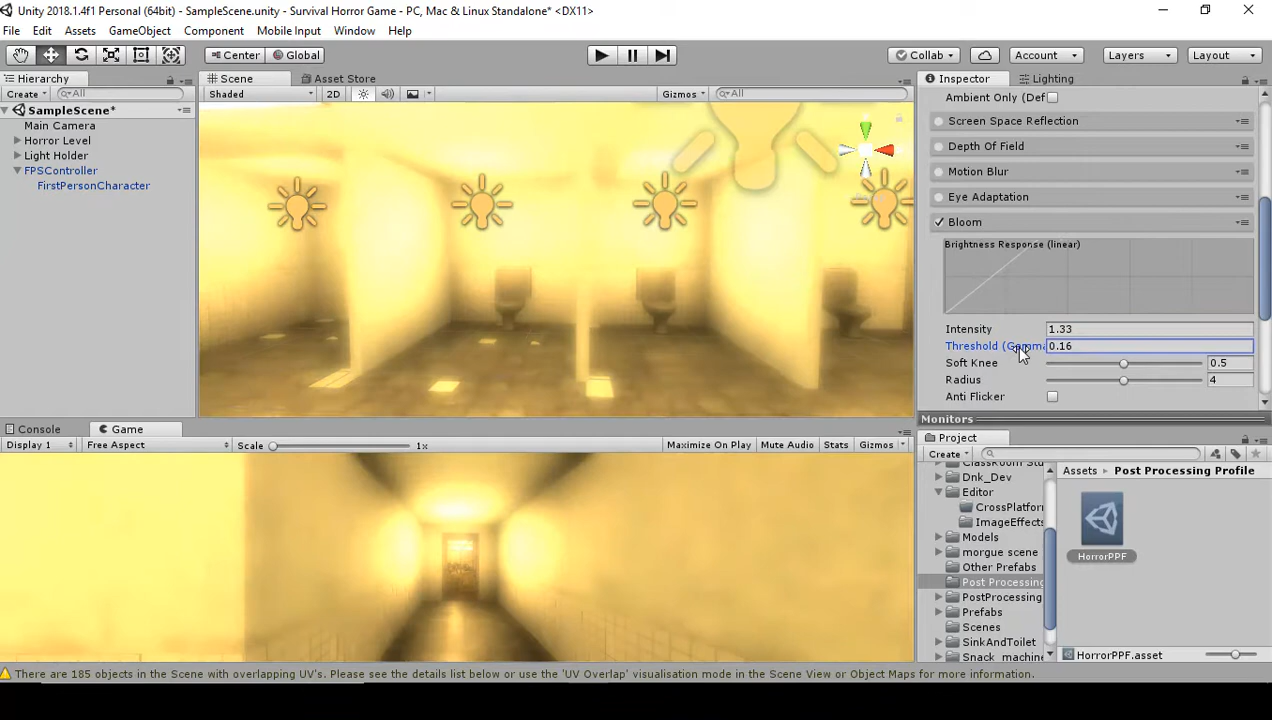 Unity 2018.1.4f1 Personal (64bit) - SampleScene.unity - Survival Horror Game - PC, Mac & Linux Standalone* <DX11>
File Edit Assets GameObject Component Mobile Input Window Help
Center Global Collab Account Layers Layout
Hierarchy
Create All
SampleScene*
Main Camera
Horror Level
Light Holder
FPSController
FirstPersonCharacter
Scene Asset Store
Shaded 2D Gizmos All
Console Game
Display 1 Free Aspect Scale 1x Maximize On Play Mute Audio Stats Gizmos
Inspector Lighting
Ambient Only (Def
Screen Space Reflection
Depth Of Field
Motion Blur
Eye Adaptation
Bloom
Brightness Response (linear)
Intensity 1.33
Threshold (Gamma 0.16
Soft Knee 0.5
Radius 4
Anti Flicker
Monitors
Project
Create
Dnk_Dev
Editor
CrossPlatfor
ImageEffects
Models
morgue scene
Other Prefabs
Post Processing
PostProcessing
Prefabs
Scenes
SinkAndToilet
Snack_machine
Assets Post Processing Profile
HorrorPPF
HorrorPPF.asset
There are 185 objects in the Scene with overlapping UV's. Please see the details list below or use the 'UV Overlap' visualisation mode in the Scene View or Object Maps for more information.